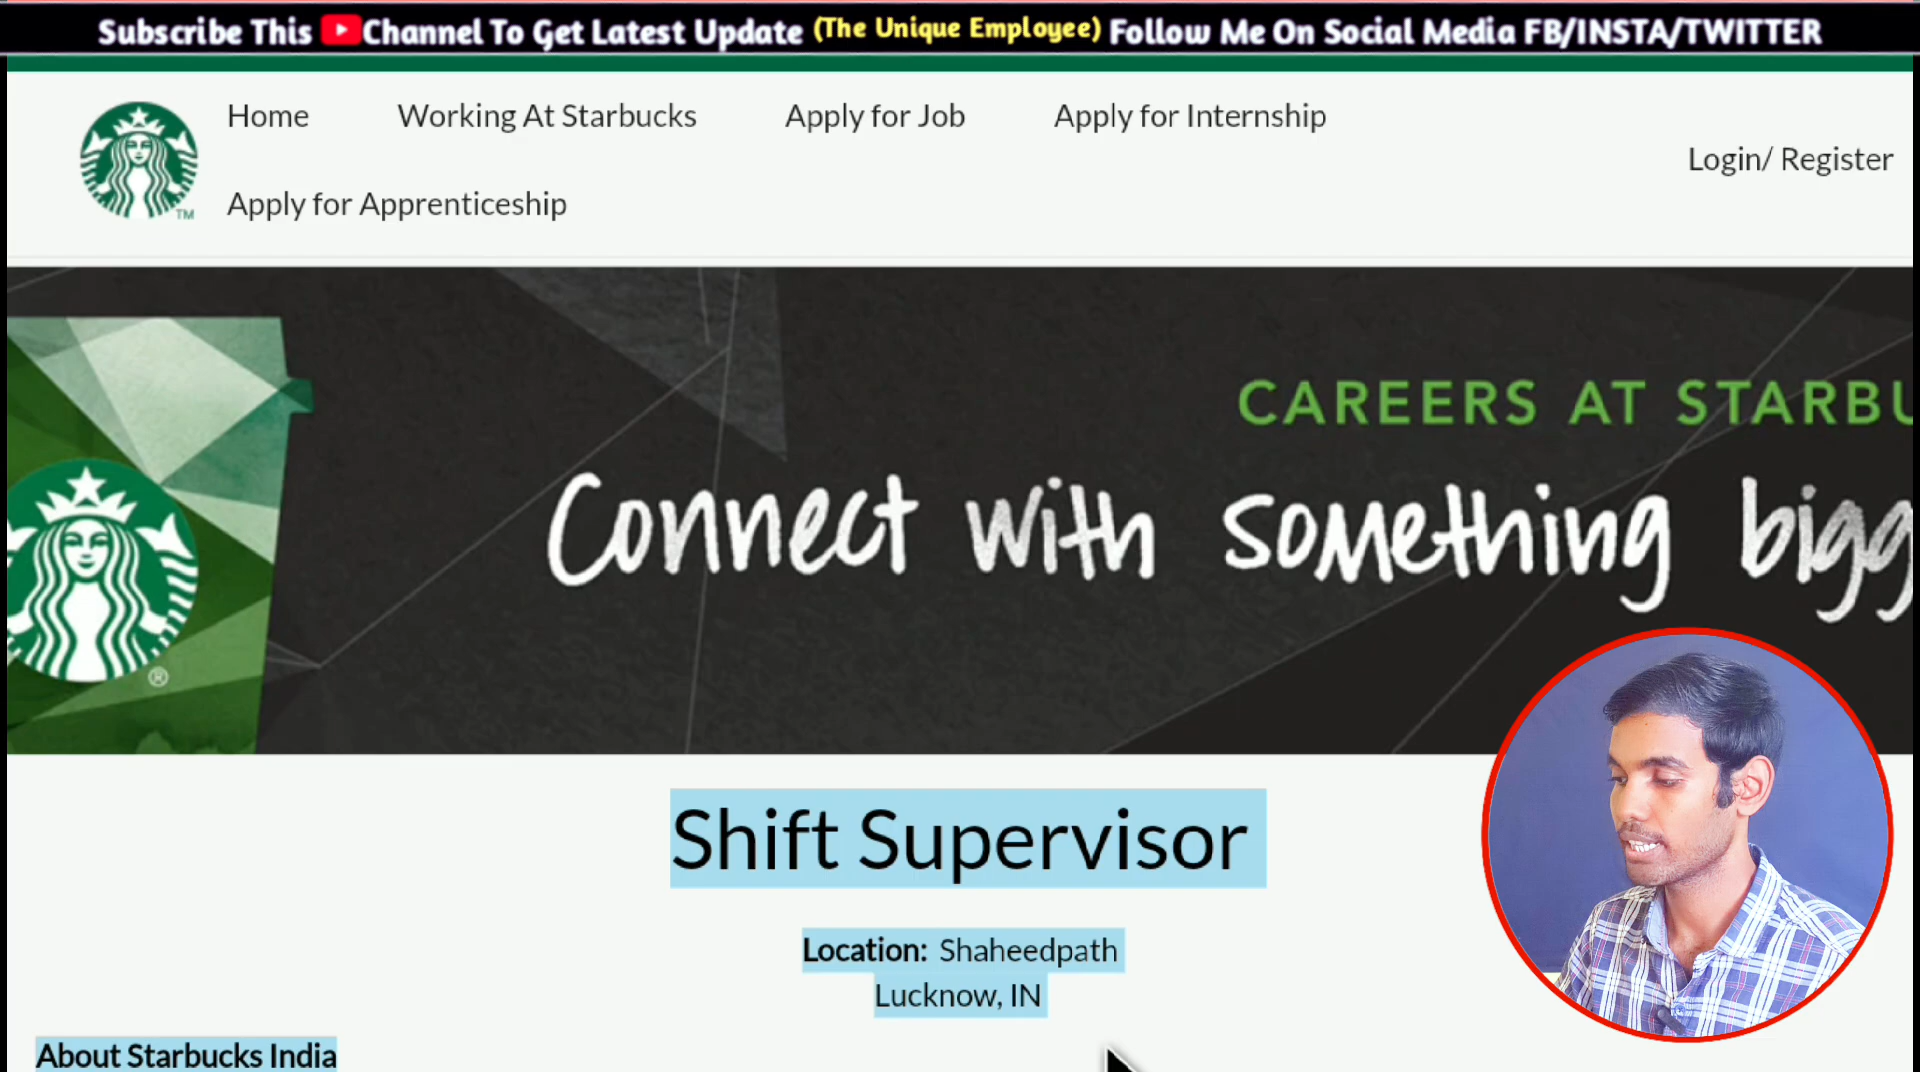 Subscribe This Channel To Get Latest Update (The Unique Employee) Follow Me On Social Media FB/INSTA/TWITTER
Home Working At Starbucks Apply for Job Apply for Internship
Login/ Register
Apply for Apprenticeship
TM
CAREERS AT STARBU
Connect with something bigg
®
Shift Supervisor
Location: Shaheedpath
Lucknow, IN
About Starbucks India